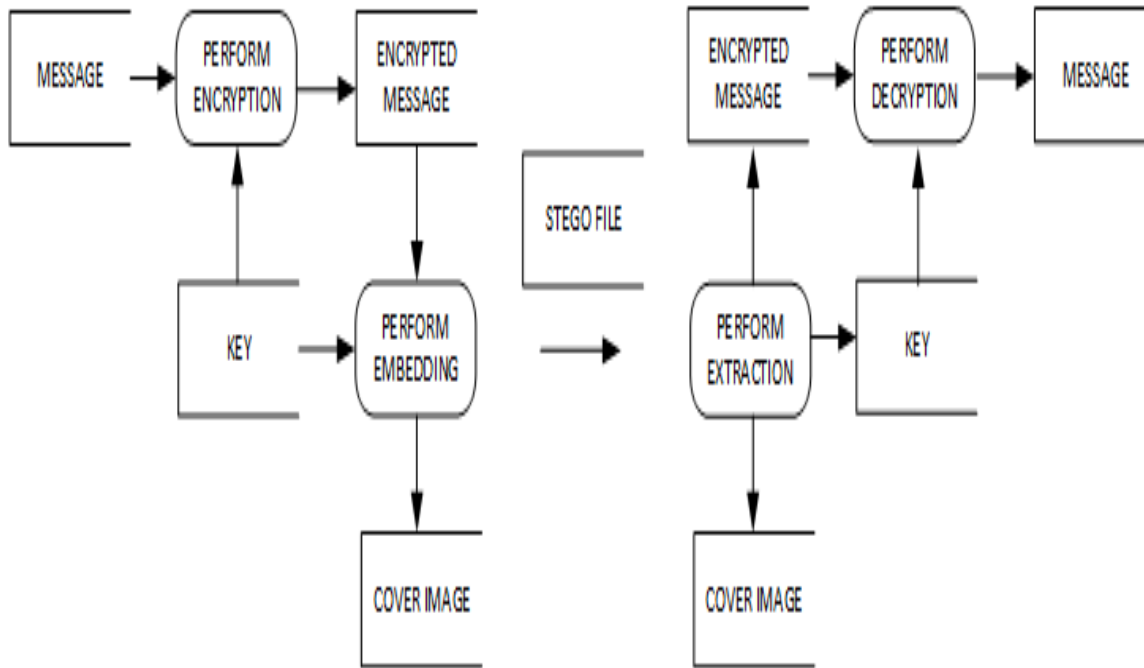 MESSAGE
PERFORM
ENCRYPTION
ENCRYPTED
MESSAGE
KEY
PERFORM
EMBEDDING
COVER IMAGE
STEGO FILE
ENCRYPTED
MESSAGE
PERFORM
DECRYPTION
MESSAGE
PERFORM
EXTRACTION
KEY
COVER IMAGE